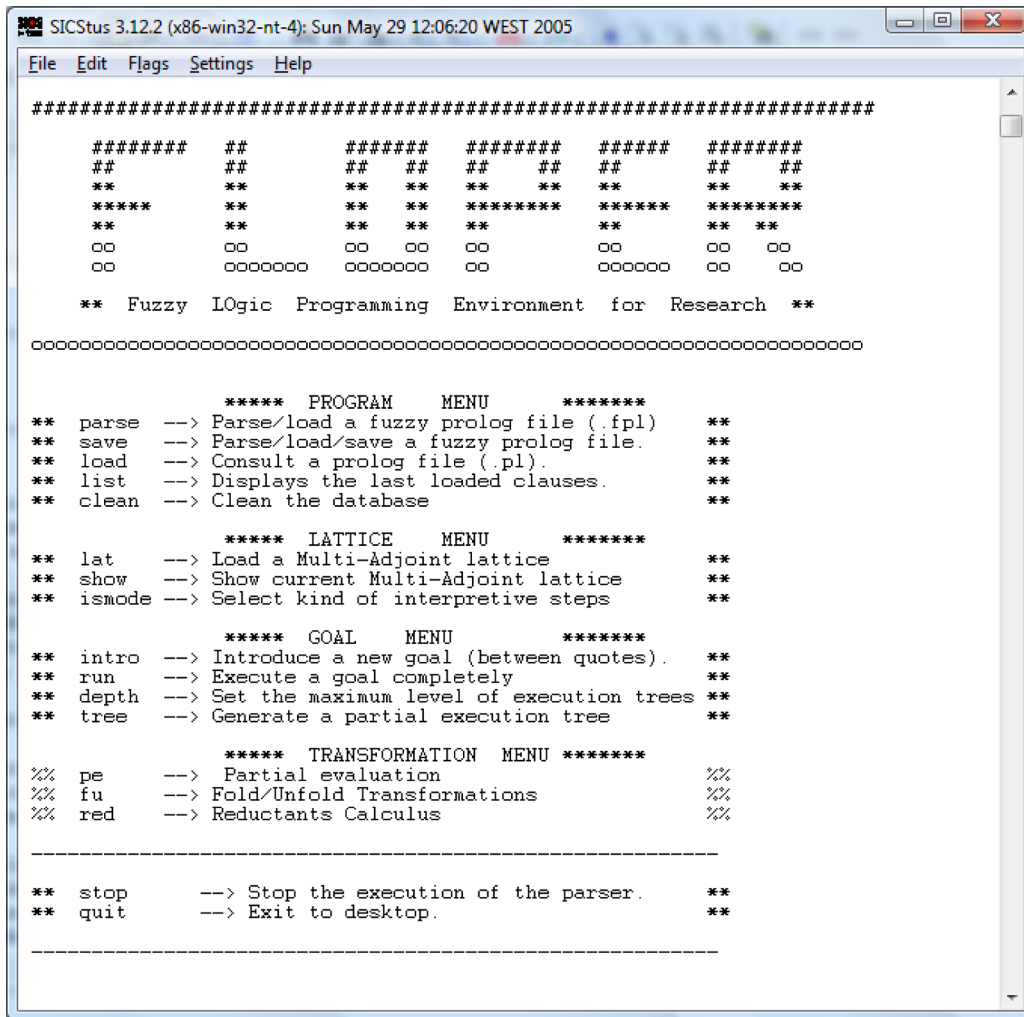 SICStus 3.12.2 (x86-win32-nt-4): Sun May 29 12:06:20 WEST 2005
File Edit Flags Settings Help
######################################################################
######## ## ####### ######## ###### ########
## ## ## ## ## ## ## ## ##
** ** ** ** ** ** ** ** **
***** ** ** ** ******** ****** ********
** ** ** ** ** ** ** **
oo oo oo oo oo oo oo oo
oo ooooooo ooooooo oo oooooo oo oo
** Fuzzy LOgic Programming Environment for Research **
ooooooooooooooooooooooooooooooooooooooooooooooooooooooooooooooooooooo
***** PROGRAM MENU *******
** parse --> Parse/load a fuzzy prolog file (.fpl) **
** save --> Parse/load/save a fuzzy prolog file. **
** load --> Consult a prolog file (.pl). **
** list --> Displays the last loaded clauses. **
** clean --> Clean the database **
***** LATTICE MENU *******
** lat --> Load a Multi-Adjoint lattice **
** show --> Show current Multi-Adjoint lattice **
** ismode --> Select kind of interpretive steps **
***** GOAL MENU *******
** intro --> Introduce a new goal (between quotes). **
** run --> Execute a goal completely **
** depth --> Set the maximum level of execution trees **
** tree --> Generate a partial execution tree **
***** TRANSFORMATION MENU *******
%% pe --> Partial evaluation %%
%% fu --> Fold/Unfold Transformations %%
%% red --> Reductants Calculus %%
---------------------------------------------------------
** stop --> Stop the execution of the parser. **
** quit --> Exit to desktop. **
---------------------------------------------------------